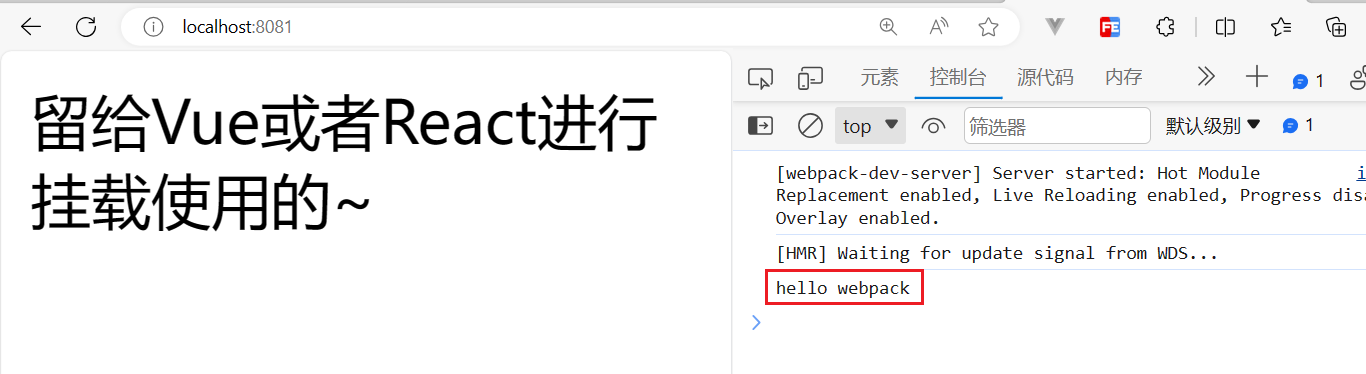 localhost:8081
留给Vue或者React进行
挂载使用的~
元素 控制台 源代码 内存 1
top 筛选器 默认级别 1
[webpack-dev-server] Server started: Hot Module
Replacement enabled, Live Reloading enabled, Progress disa
Overlay enabled.
[HMR] Waiting for update signal from WDS...
hello webpack